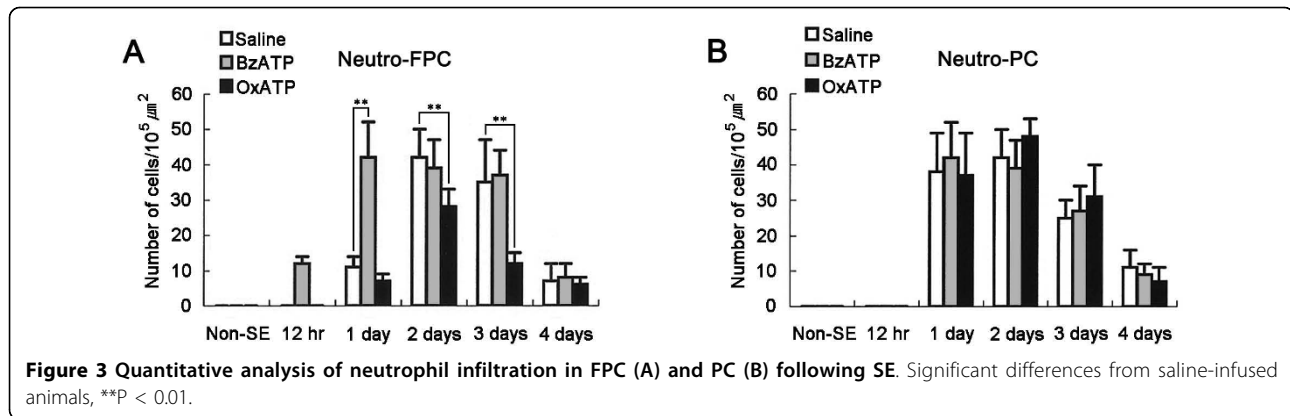 A
Saline
BzATP
OxATP
Neutro-FPC
Number of cells/10⁵ ㎛²
60
50
40
30
20
10
0
** ** **
Non-SE 12 hr 1 day 2 days 3 days 4 days
B
Saline
BzATP
OxATP
Neutro-PC
Number of cells/10⁵ ㎛²
60
50
40
30
20
10
0
Non-SE 12 hr 1 day 2 days 3 days 4 days
Figure 3 Quantitative analysis of neutrophil infiltration in FPC (A) and PC (B) following SE. Significant differences from saline-infused
animals, **P < 0.01.